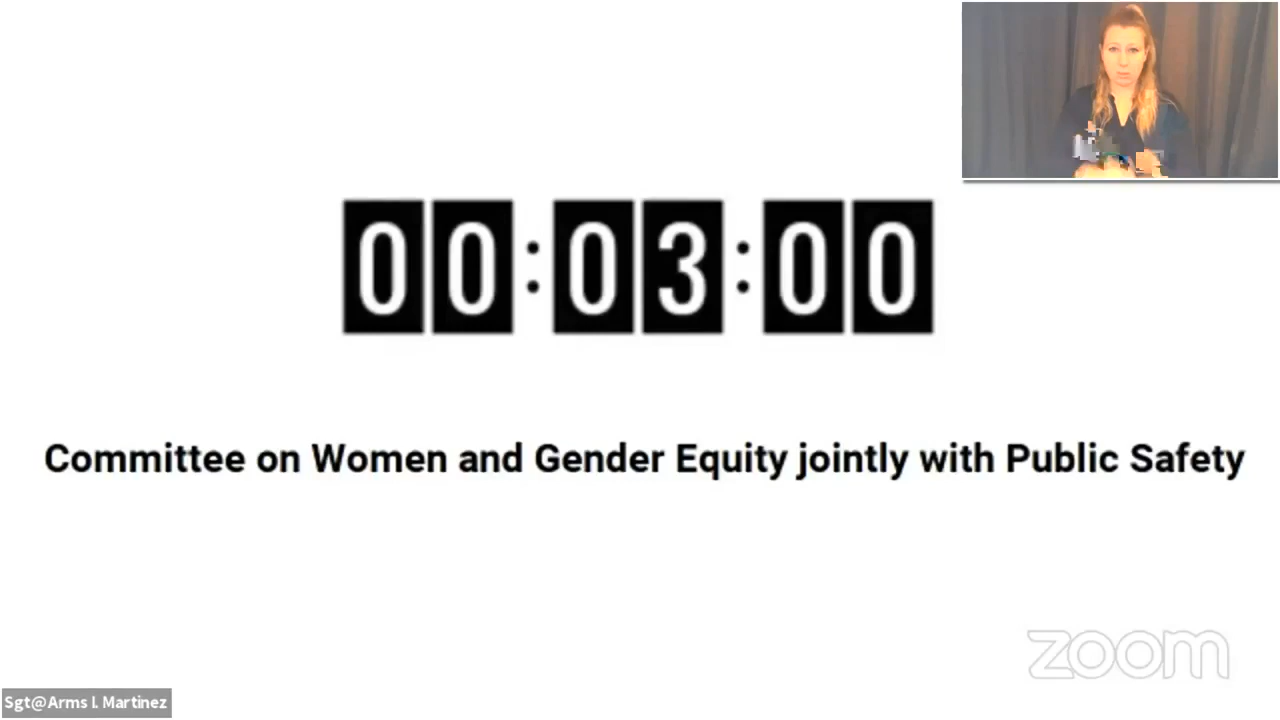 00:03:00
Committee on Women and Gender Equity jointly with Public Safety
zoom
Sgt@Arms I. Martinez